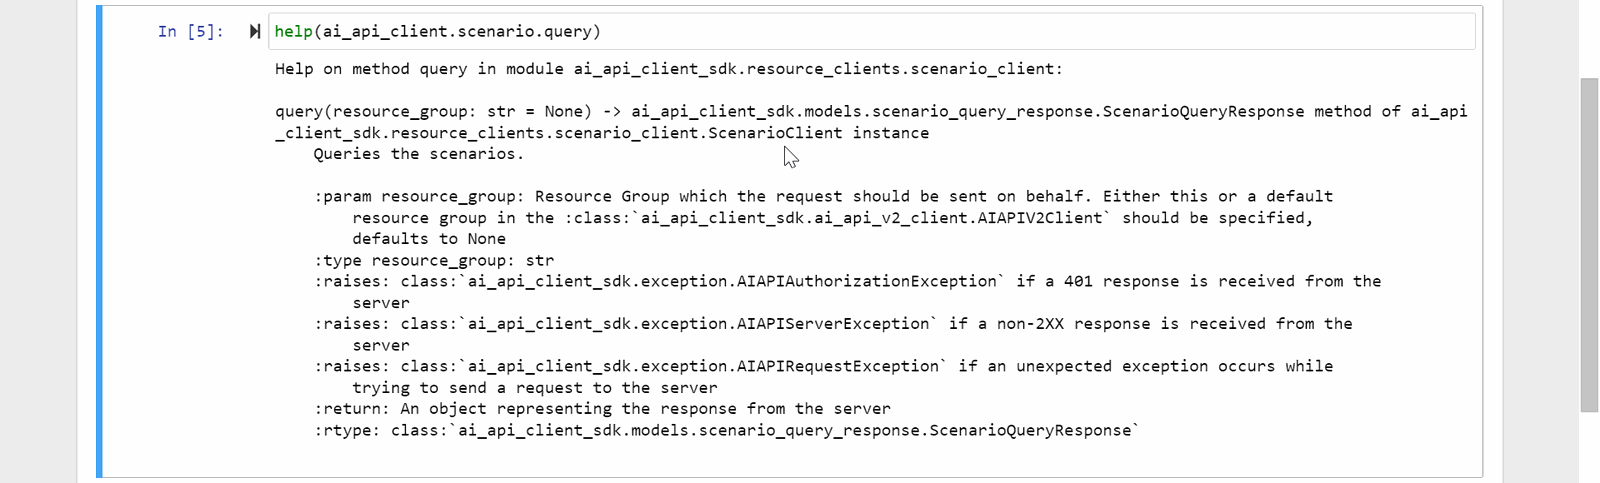 In [5]: help(ai_api_client.scenario.query)
Help on method query in module ai_api_client_sdk.resource_clients.scenario_client:
query(resource_group: str = None) -> ai_api_client_sdk.models.scenario_query_response.ScenarioQueryResponse method of ai_api
_client_sdk.resource_clients.scenario_client.ScenarioClient instance
Queries the scenarios.
:param resource_group: Resource Group which the request should be sent on behalf. Either this or a default
resource group in the :class:`ai_api_client_sdk.ai_api_v2_client.AIAPIV2Client` should be specified,
defaults to None
:type resource_group: str
:raises: class:`ai_api_client_sdk.exception.AIAPIAuthorizationException` if a 401 response is received from the
server
:raises: class:`ai_api_client_sdk.exception.AIAPIServerException` if a non-2XX response is received from the
server
:raises: class:`ai_api_client_sdk.exception.AIAPIRequestException` if an unexpected exception occurs while
trying to send a request to the server
:return: An object representing the response from the server
:rtype: class:`ai_api_client_sdk.models.scenario_query_response.ScenarioQueryResponse`